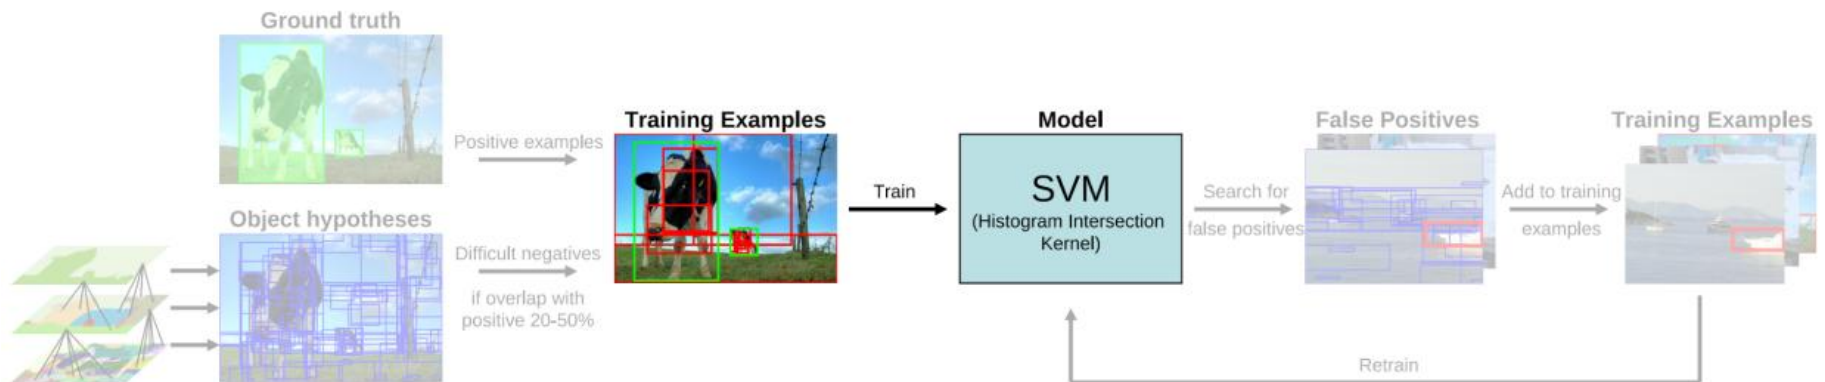 Ground truth
Positive examples
Object hypotheses
Difficult negatives
if overlap with
positive 20-50%
Training Examples
Train
Model
SVM
(Histogram Intersection
Kernel)
Search for
false positives
False Positives
Add to training
examples
Training Examples
Retrain